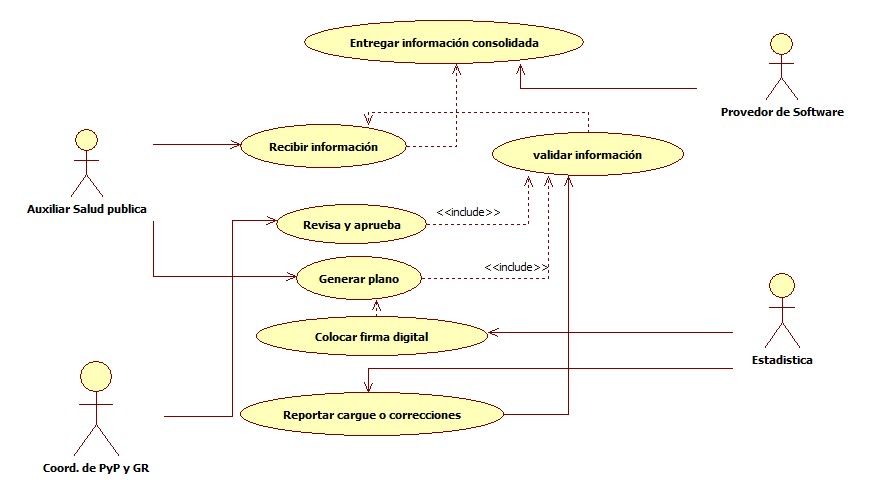 Entregar información consolidada
Provedor de Software
Recibir información
validar información
Auxiliar Salud publica
<<include>>
Revisa y aprueba
<<include>>
Generar plano
Colocar firma digital
Estadistica
Reportar cargue o correcciones
Coord. de PyP y GR